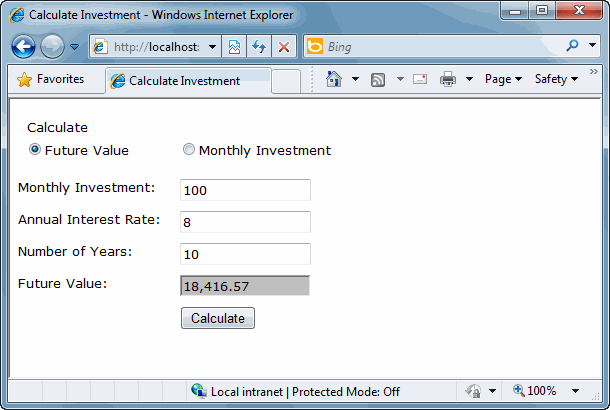 Calculate Investment - Windows Internet Explorer
http://localhost:
Bing
Favorites
Calculate Investment
Page
Safety
»
Calculate
Future Value
Monthly Investment
Monthly Investment: 100
Annual Interest Rate: 8
Number of Years: 10
Future Value: 18,416.57
Calculate
Local intranet | Protected Mode: Off
100%